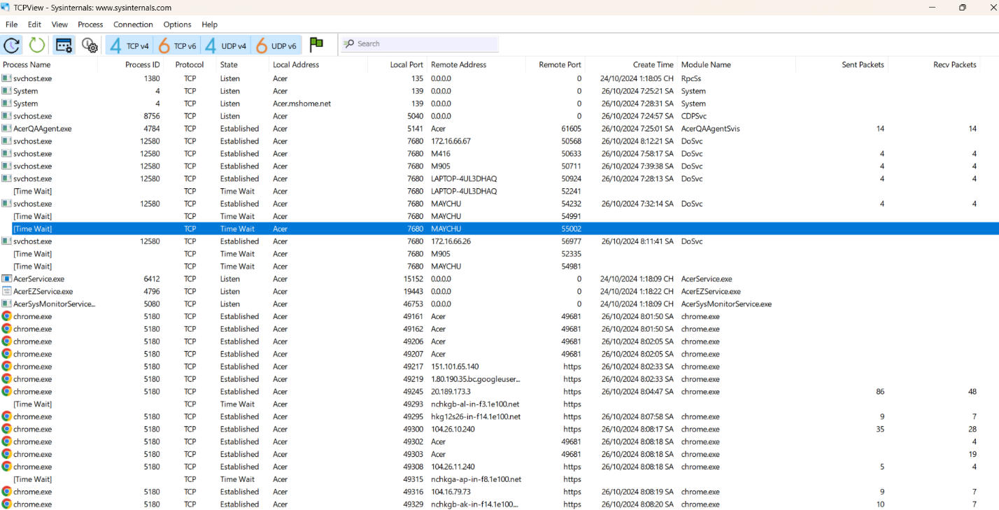 TCPView - Sysinternals: www.sysinternals.com
File Edit View Process Connection Options Help
4 TCP v4 6 TCP v6 4 UDP v4 6 UDP v6 Search
Process Name Process ID Protocol State Local Address Local Port Remote Address Remote Port Create Time Module Name Sent Packets Recv Packets
svchost.exe 1380 TCP Listen Acer 135 0.0.0.0 0 24/10/2024 1:18:05 CH RpcSs
System 4 TCP Listen Acer 139 0.0.0.0 0 26/10/2024 7:25:21 SA System
System 4 TCP Listen Acer.mshome.net 139 0.0.0.0 0 26/10/2024 7:28:31 SA System
svchost.exe 8756 TCP Listen Acer 5040 0.0.0.0 0 26/10/2024 7:24:57 SA CDPSvc
AcerQAAgent.exe 4784 TCP Established Acer 5141 Acer 61605 26/10/2024 7:25:01 SA AcerQAAgentSvis 14 14
svchost.exe 12580 TCP Established Acer 7680 172.16.66.67 50568 26/10/2024 8:12:21 SA DoSvc
svchost.exe 12580 TCP Established Acer 7680 M416 50633 26/10/2024 7:58:17 SA DoSvc 4 4
svchost.exe 12580 TCP Established Acer 7680 M905 50711 26/10/2024 7:39:38 SA DoSvc 4 4
svchost.exe 12580 TCP Established Acer 7680 LAPTOP-4UL3DHAQ 50924 26/10/2024 7:28:13 SA DoSvc 4 4
[Time Wait] TCP Time Wait Acer 7680 LAPTOP-4UL3DHAQ 52241
svchost.exe 12580 TCP Established Acer 7680 MAYCHU 54232 26/10/2024 7:32:14 SA DoSvc 4 4
[Time Wait] TCP Time Wait Acer 7680 MAYCHU 54991
[Time Wait] TCP Time Wait Acer 7680 MAYCHU 55002
svchost.exe 12580 TCP Established Acer 7680 172.16.66.26 56977 26/10/2024 8:11:41 SA DoSvc
[Time Wait] TCP Time Wait Acer 7680 M905 52335
[Time Wait] TCP Time Wait Acer 7680 MAYCHU 54981
AcerService.exe 6412 TCP Listen Acer 15152 0.0.0.0 0 24/10/2024 1:18:09 CH AcerService.exe
AcerEZService.exe 4796 TCP Listen Acer 19443 0.0.0.0 0 24/10/2024 1:18:22 CH AcerEZService.exe
AcerSysMonitorService... 5080 TCP Listen Acer 46753 0.0.0.0 0 24/10/2024 1:18:09 CH AcerSysMonitorService.exe
chrome.exe 5180 TCP Established Acer 49161 Acer 49681 26/10/2024 8:01:50 SA chrome.exe
chrome.exe 5180 TCP Established Acer 49162 Acer 49681 26/10/2024 8:01:50 SA chrome.exe
chrome.exe 5180 TCP Established Acer 49206 Acer 49681 26/10/2024 8:02:05 SA chrome.exe
chrome.exe 5180 TCP Established Acer 49207 Acer 49681 26/10/2024 8:02:05 SA chrome.exe
chrome.exe 5180 TCP Established Acer 49217 151.101.65.140 https 26/10/2024 8:02:33 SA chrome.exe
chrome.exe 5180 TCP Established Acer 49219 1.80.190.35.bc.googleuser... https 26/10/2024 8:02:33 SA chrome.exe
chrome.exe 5180 TCP Established Acer 49245 20.189.173.3 https 26/10/2024 8:04:47 SA chrome.exe 86 48
[Time Wait] TCP Time Wait Acer 49293 nchkgb-al-in-f3.1e100.net https
chrome.exe 5180 TCP Established Acer 49295 hkg12s26-in-f14.1e100.net https 26/10/2024 8:07:58 SA chrome.exe 9 7
chrome.exe 5180 TCP Established Acer 49300 104.26.10.240 https 26/10/2024 8:08:17 SA chrome.exe 35 28
chrome.exe 5180 TCP Established Acer 49302 Acer 49681 26/10/2024 8:08:18 SA chrome.exe 4
chrome.exe 5180 TCP Established Acer 49303 Acer 49681 26/10/2024 8:08:18 SA chrome.exe 19
chrome.exe 5180 TCP Established Acer 49308 104.26.11.240 https 26/10/2024 8:08:18 SA chrome.exe 5 4
[Time Wait] TCP Time Wait Acer 49315 nchkga-ap-in-f8.1e100.net https
chrome.exe 5180 TCP Established Acer 49316 104.16.79.73 https 26/10/2024 8:08:19 SA chrome.exe 9 7
chrome.exe 5180 TCP Established Acer 49329 nchkgb-ak-in-f14.1e100... https 26/10/2024 8:08:20 SA chrome.exe 10 7